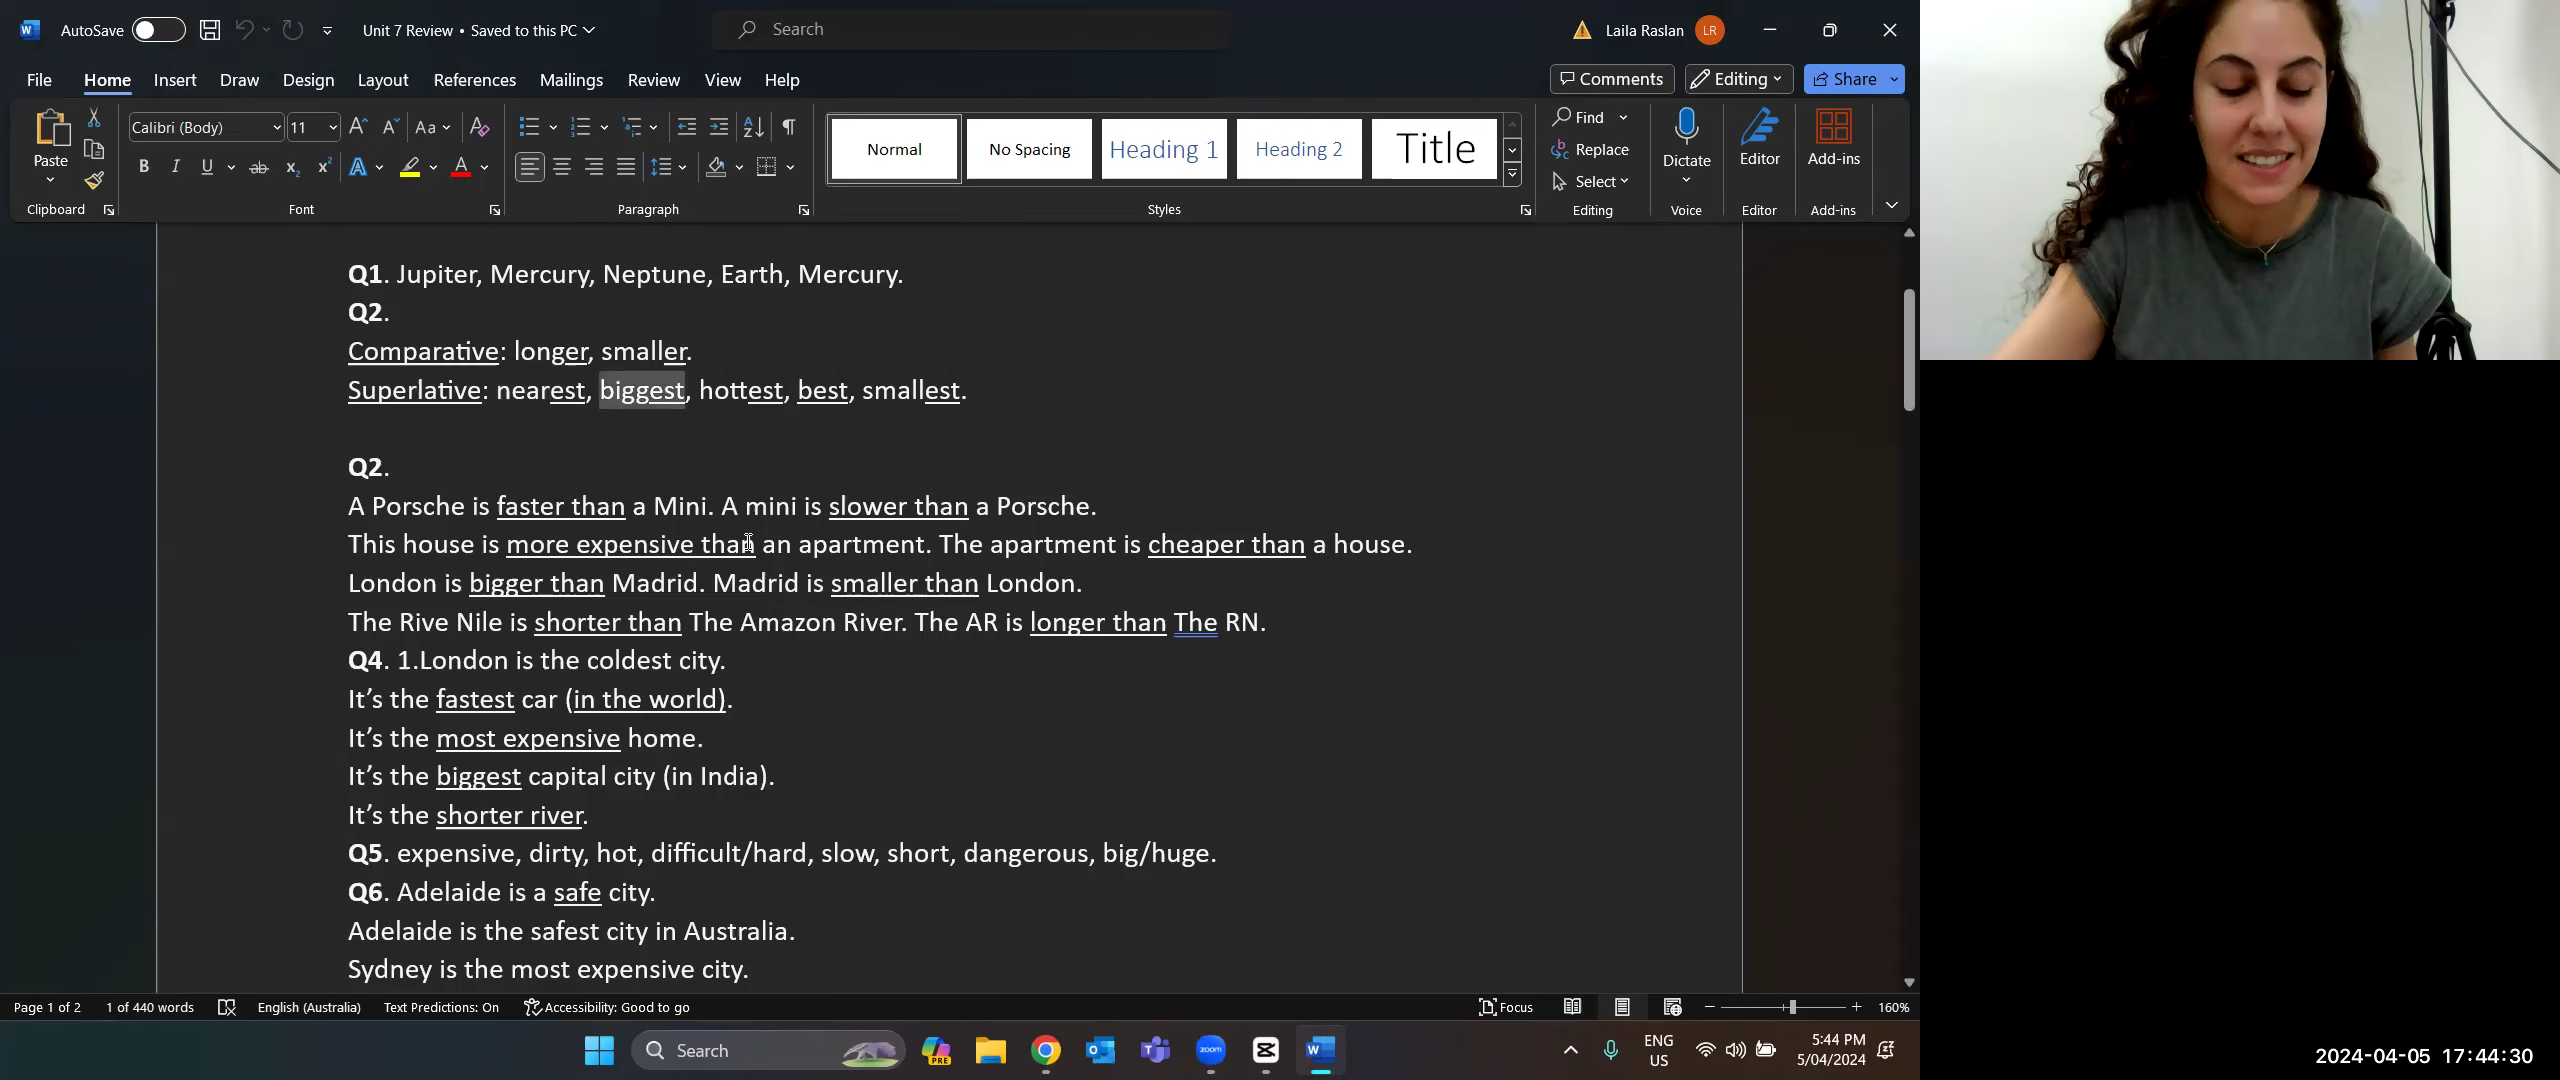 AutoSave
Unit 7 Review • Saved to this PC
Search
Laila Raslan
LR
File
Home
Insert
Draw
Design
Layout
References
Mailings
Review
View
Help
Comments
Editing
Share
Paste
Clipboard
Calibri (Body)
11
Font
Paragraph
Normal
No Spacing
Heading 1
Heading 2
Title
Styles
Find
Replace
Select
Editing
Dictate
Voice
Editor
Editor
Add-ins
Add-ins
Q1. Jupiter, Mercury, Neptune, Earth, Mercury.
Q2.
Comparative: longer, smaller.
Superlative: nearest, biggest, hottest, best, smallest.
Q2.
A Porsche is faster than a Mini. A mini is slower than a Porsche.
This house is more expensive than an apartment. The apartment is cheaper than a house.
London is bigger than Madrid. Madrid is smaller than London.
The Rive Nile is shorter than The Amazon River. The AR is longer than The RN.
Q4. 1.London is the coldest city.
It’s the fastest car (in the world).
It’s the most expensive home.
It’s the biggest capital city (in India).
It’s the shorter river.
Q5. expensive, dirty, hot, difficult/hard, slow, short, dangerous, big/huge.
Q6. Adelaide is a safe city.
Adelaide is the safest city in Australia.
Sydney is the most expensive city.
Page 1 of 2
1 of 440 words
English (Australia)
Text Predictions: On
Accessibility: Good to go
Focus
160%
Search
PRE
zoom
ENG
US
5:44 PM
5/04/2024
2024-04-05 17:44:30